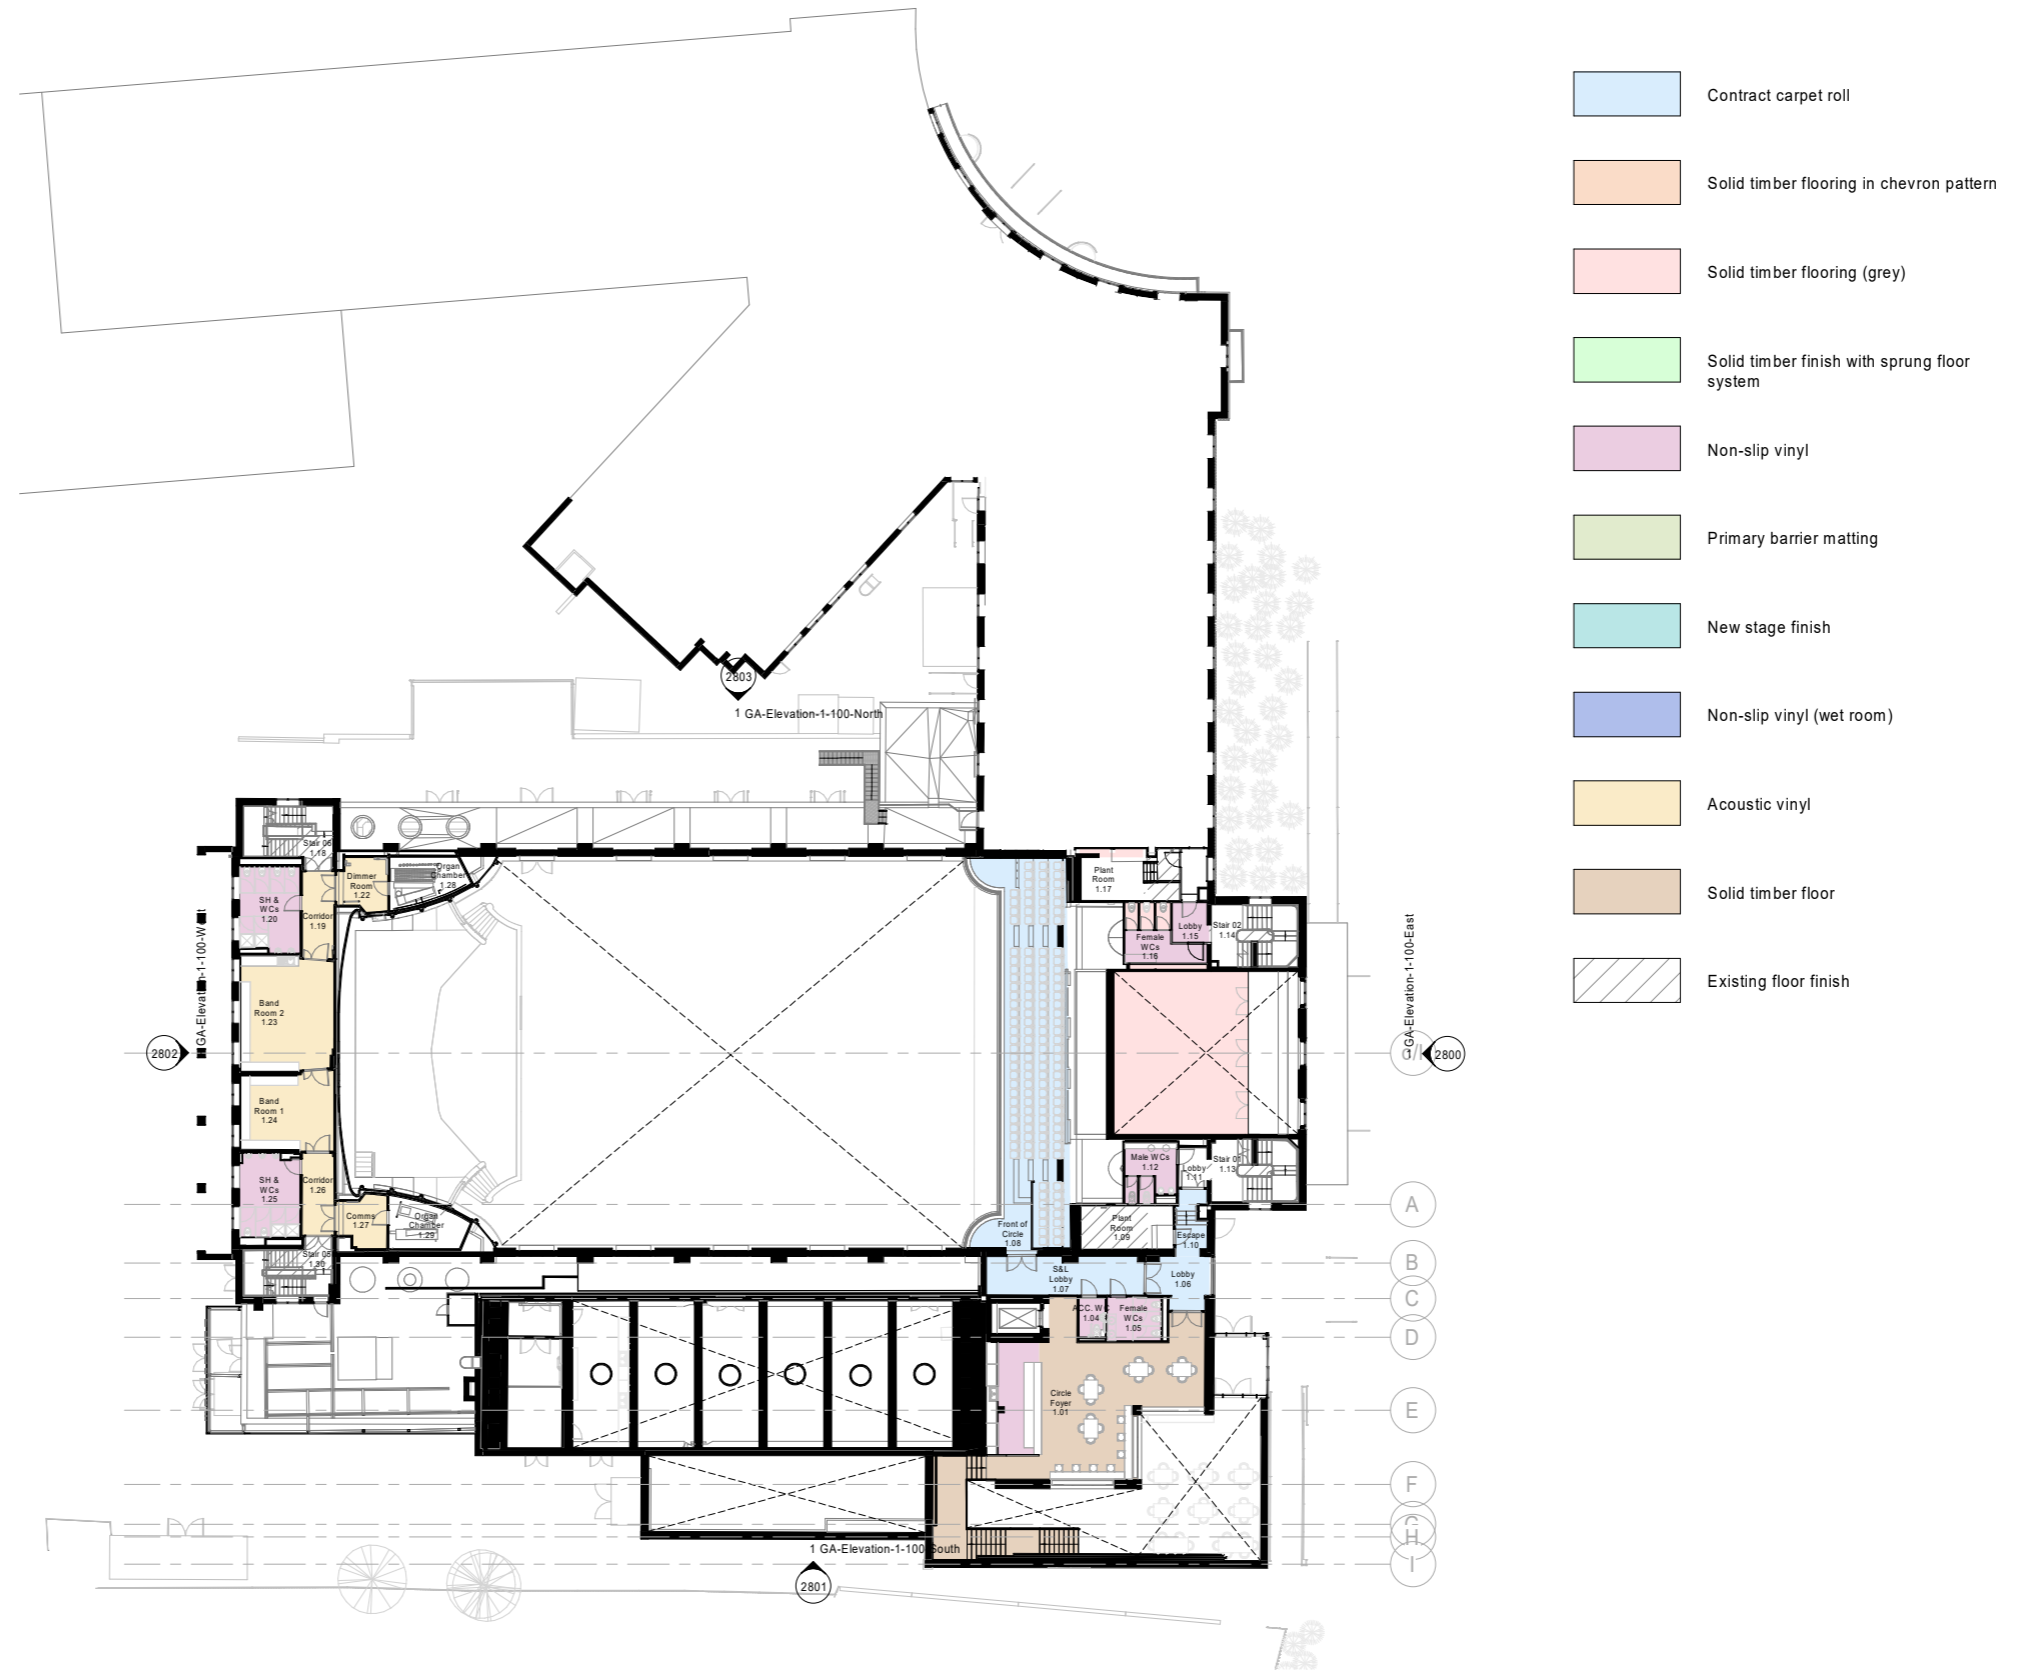 Contract carpet roll
Solid timber flooring in chevron pattern
Solid timber flooring (grey)
Solid timber finish with sprung floor
system
Non-slip vinyl
Primary barrier matting
New stage finish
Non-slip vinyl (wet room)
Acoustic vinyl
Solid timber floor
Existing floor finish
2803
1 GA-Elevation-1-100-North
Stair 06
1.18
Dimmer
Room
1.22
Organ
Chamber
1.28
SH &
WCs
1.20
Corridor
1.19
Band
Room 2
1.23
Band
Room 1
1.24
SH &
WCs
1.25
Corridor
1.26
Comms
1.27
Organ
Chamber
1.29
Stair 05
1.30
2802
GA-Elevation-1-100-West
Plant
Room
1.17
Lobby
1.15
Female
WCs
1.16
Stair 02
1.14
1 GA-Elevation-1-100-East
2800
Male WCs
1.12
Lobby
1.11
Stair 01
1.13
Plant
Room
1.09
Escape
1.10
Front of
Circle
1.08
S&L
Lobby
1.07
Lobby
1.06
ACC. WC
1.04
Female
WCs
1.05
Circle
Foyer
1.01
A
B
C
D
E
F
G
H
I
1 GA-Elevation-1-100-South
2801